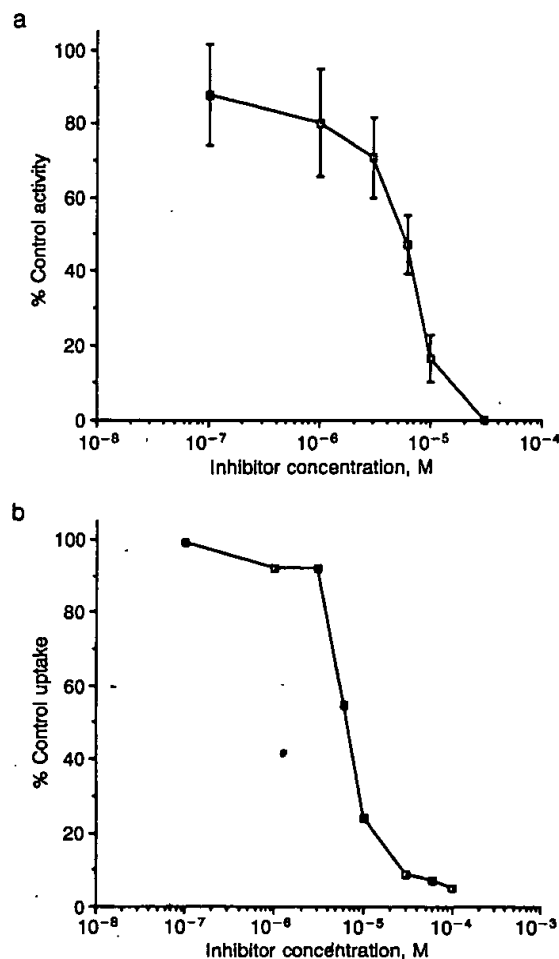 a
% Control activity
100
80
60
40
20
0
10⁻⁸ 10⁻⁷ 10⁻⁶ 10⁻⁵ 10⁻⁴
Inhibitor concentration, M
b
% Control uptake
100
80
60
40
20
0
10⁻⁸ 10⁻⁷ 10⁻⁶ 10⁻⁵ 10⁻⁴ 10⁻³
Inhibitor concentration, M